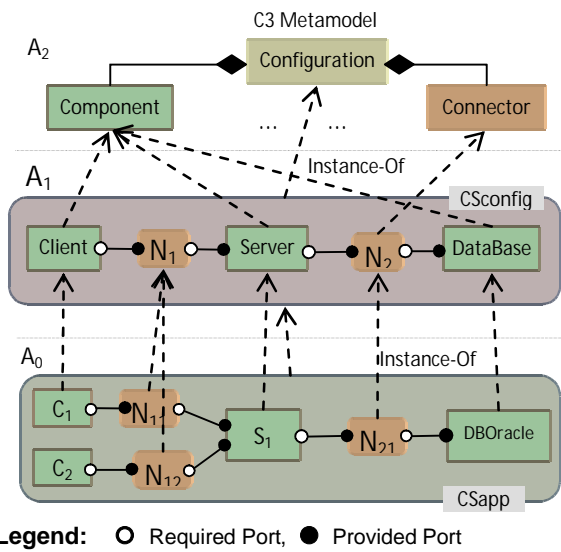 C3 Metamodel
A2
Configuration
Component
Connector
... ...
Instance-Of
A1
CSconfig
Client
N1
Server
N2
DataBase
A0
Instance-Of
C1
N11
S1
N21
DBOracle
C2
N12
CSapp
Legend: Required Port, Provided Port